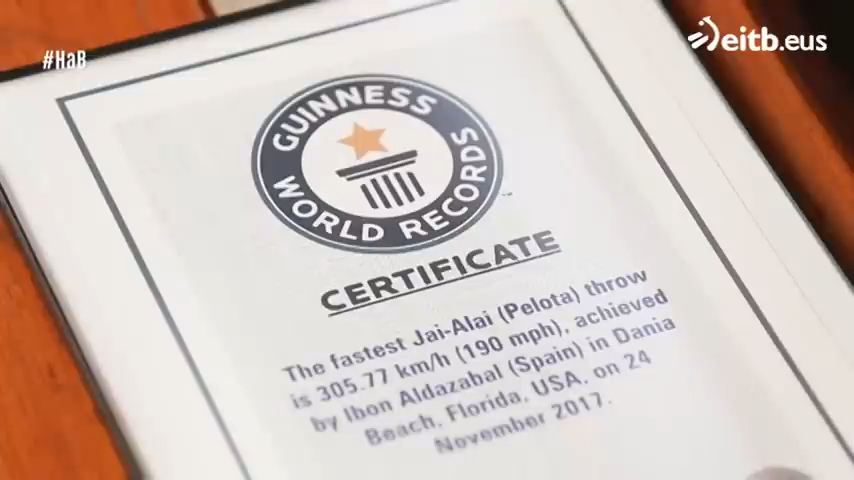 #HaB
eitb.eus
GUINNESS
WORLD RECORDS
™
CERTIFICATE
The fastest Jai-Alai (Pelota) throw
is 305.77 km/h (190 mph), achieved
by Ibon Aldazabal (Spain) in Dania
Beach, Florida, USA, on 24
November 2017.